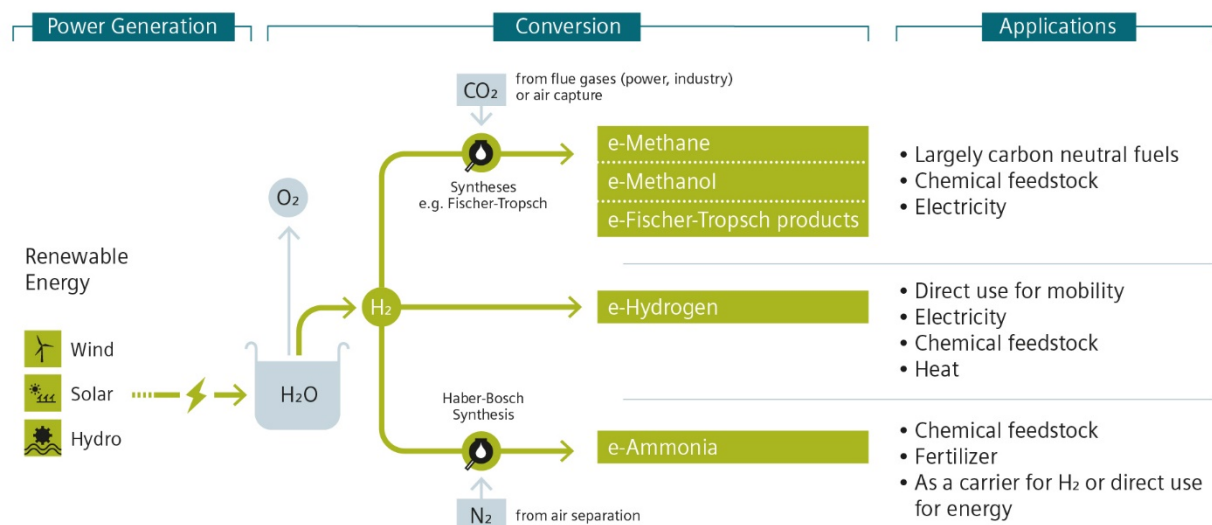 Power Generation
Conversion
Applications
CO₂
from flue gases (power, industry)
or air capture
Syntheses
e.g. Fischer-Tropsch
e-Methane
e-Methanol
e-Fischer-Tropsch products
• Largely carbon neutral fuels
• Chemical feedstock
• Electricity
O₂
Renewable
Energy
Wind
Solar
Hydro
H₂O
H₂
e-Hydrogen
• Direct use for mobility
• Electricity
• Chemical feedstock
• Heat
Haber-Bosch
Synthesis
e-Ammonia
• Chemical feedstock
• Fertilizer
• As a carrier for H₂ or direct use
for energy
N₂
from air separation